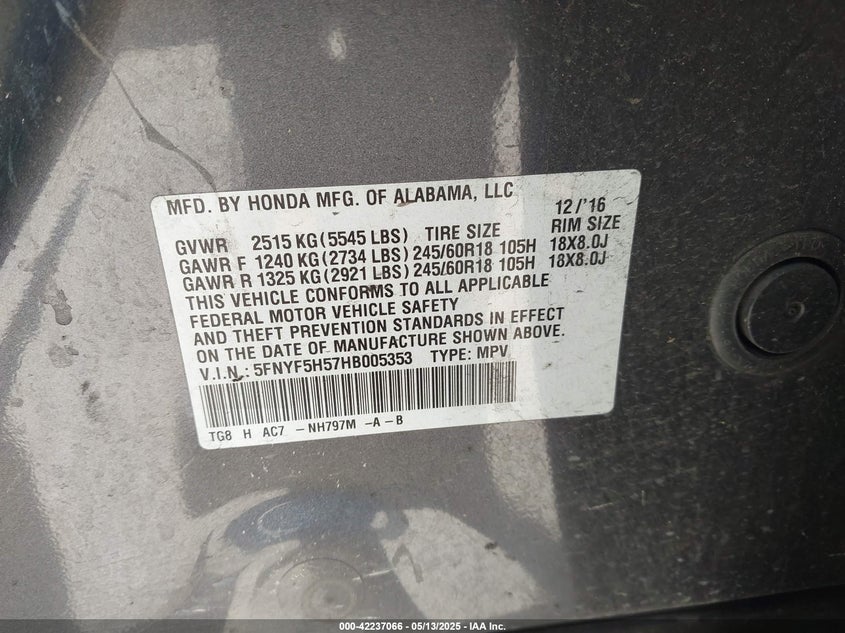 MFD. BY HONDA MFG. OF ALABAMA, LLC 12/'16
GVWR 2515 KG(5545 LBS) TIRE SIZE RIM SIZE
GAWR F 1240 KG(2734 LBS) 245/60R18 105H 18X8.0J
GAWR R 1325 KG(2921 LBS) 245/60R18 105H 18X8.0J
THIS VEHICLE CONFORMS TO ALL APPLICABLE
FEDERAL MOTOR VEHICLE SAFETY
AND THEFT PREVENTION STANDARDS IN EFFECT
ON THE DATE OF MANUFACTURE SHOWN ABOVE.
V.I.N.: 5FNYF5H57HB005353 TYPE: MPV
TG8 H AC7 -NH797M -A-B
000-42237066 - 05/13/2025 - IAA Inc.